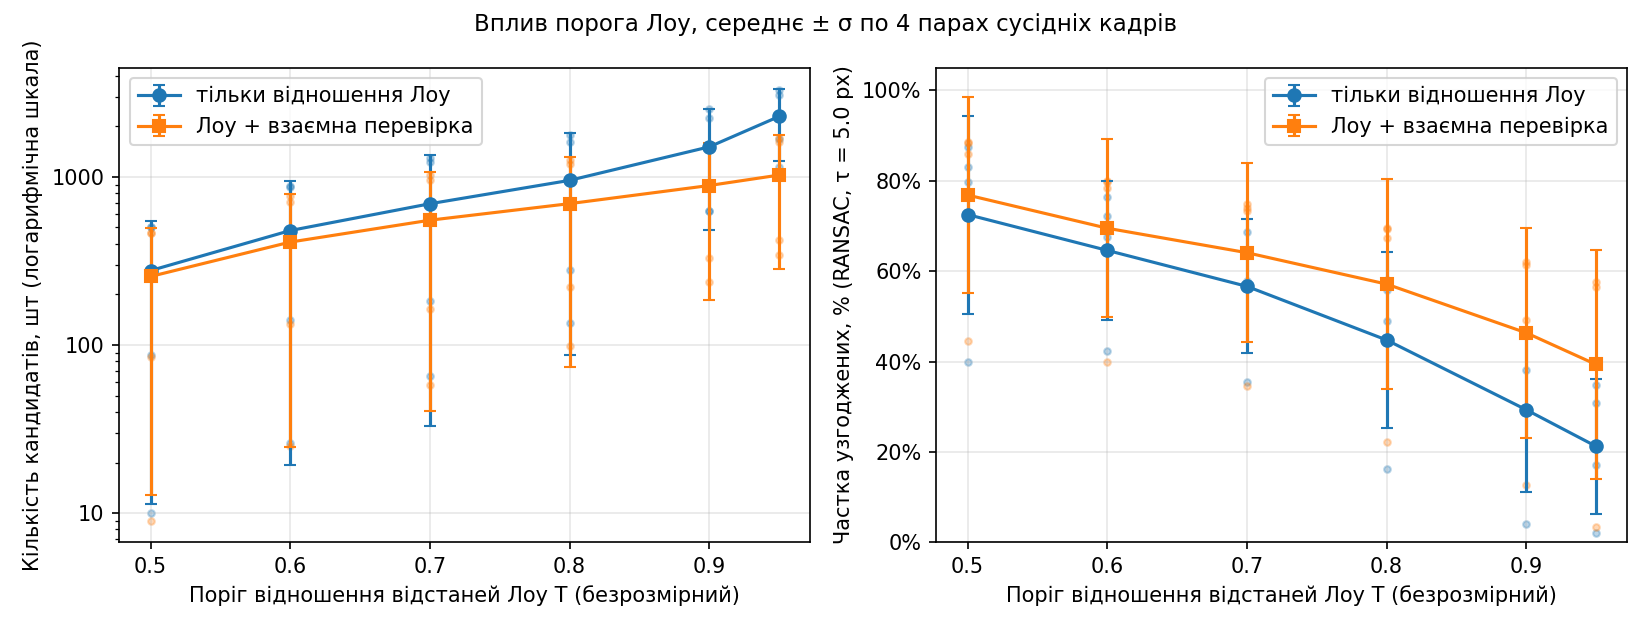 Вплив порога Лоу, середнє ± σ по 4 парах сусідніх кадрів
Кількість кандидатів, шт (логарифмічна шкала)
1000
100
10
тільки відношення Лоу
Лоу + взаємна перевірка
0.5 0.6 0.7 0.8 0.9
Поріг відношення відстаней Лоу T (безрозмірний)
Частка узгоджених, % (RANSAC, τ = 5.0 px)
100%
80%
60%
40%
20%
0%
тільки відношення Лоу
Лоу + взаємна перевірка
0.5 0.6 0.7 0.8 0.9
Поріг відношення відстаней Лоу T (безрозмірний)